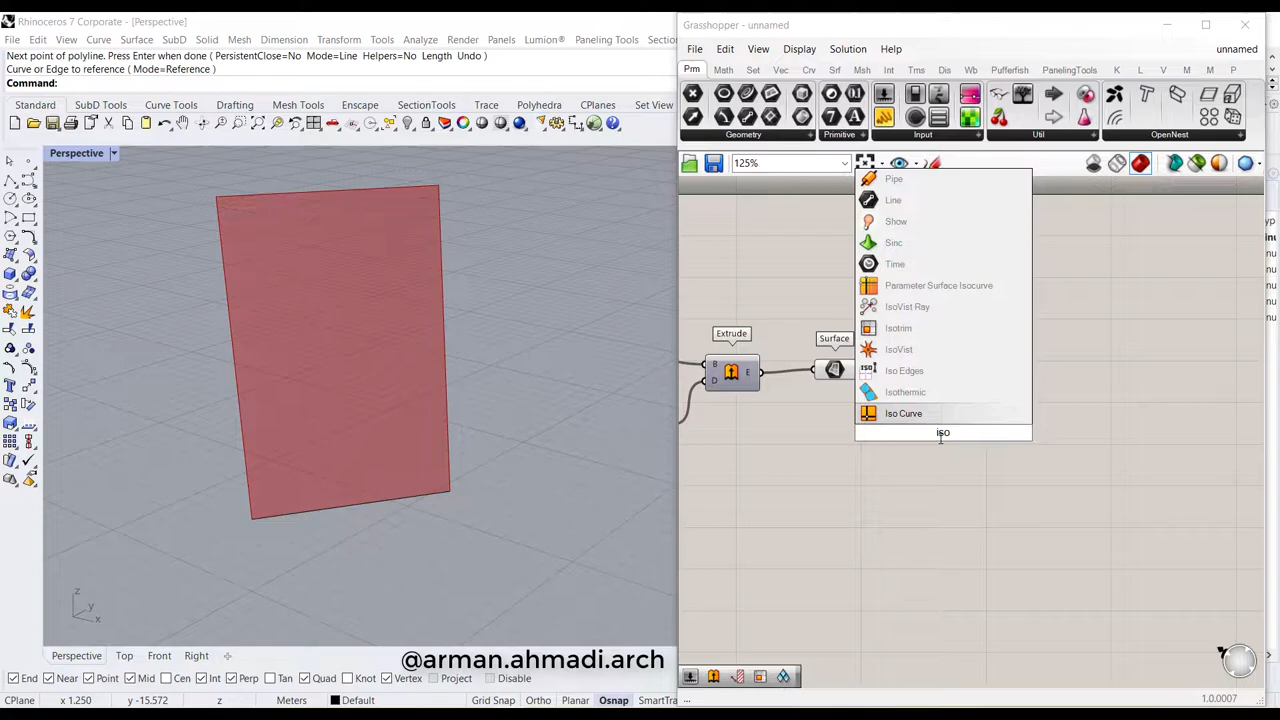 Rhinoceros 7 Corporate - [Perspective]
File Edit View Curve Surface SubD Solid Mesh Dimension Transform Tools Analyze Render Panels Lumion® Paneling Tools Section
Next point of polyline. Press Enter when done ( PersistentClose=No Mode=Line Helpers=No Length Undo )
Curve or Edge to reference ( Mode=Reference )
Command:
Standard SubD Tools Curve Tools Drafting Mesh Tools Enscape SectionTools Trace Polyhedra CPlanes Set View
Perspective
z
y
x
Perspective Top Front Right
@arman.ahmadi.arch
End Near Point Mid Cen Int Perp Tan Quad Knot Vertex Project Disable
CPlane x 1.250 y -15.572 z Meters Default Grid Snap Ortho Planar Osnap SmartTra
Grasshopper - unnamed
File Edit View Display Solution Help unnamed
Prm Math Set Vec Crv Srf Msh Int Trns Dis Wb Pufferfish PanelingTools K L V M M P
Geometry Primitive Input Util OpenNest
125%
Pipe
Line
Show
Sinc
Time
Parameter Surface Isocurve
IsoVist Ray
Isotrim
IsoVist
Iso Edges
Isothermic
Iso Curve
iso
Extrude
B
D
E
Surface
...
1.0.0007